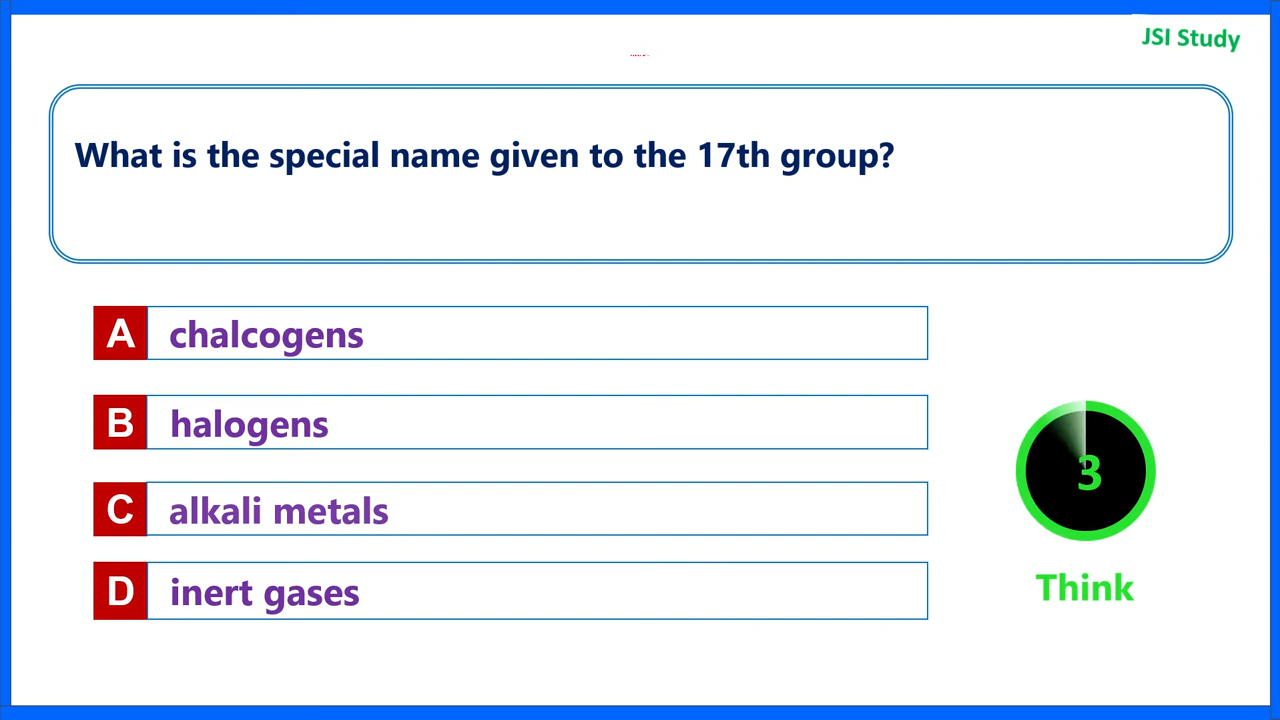 JSI Study
What is the special name given to the 17th group?
A chalcogens
B halogens
C alkali metals
D inert gases
3
Think